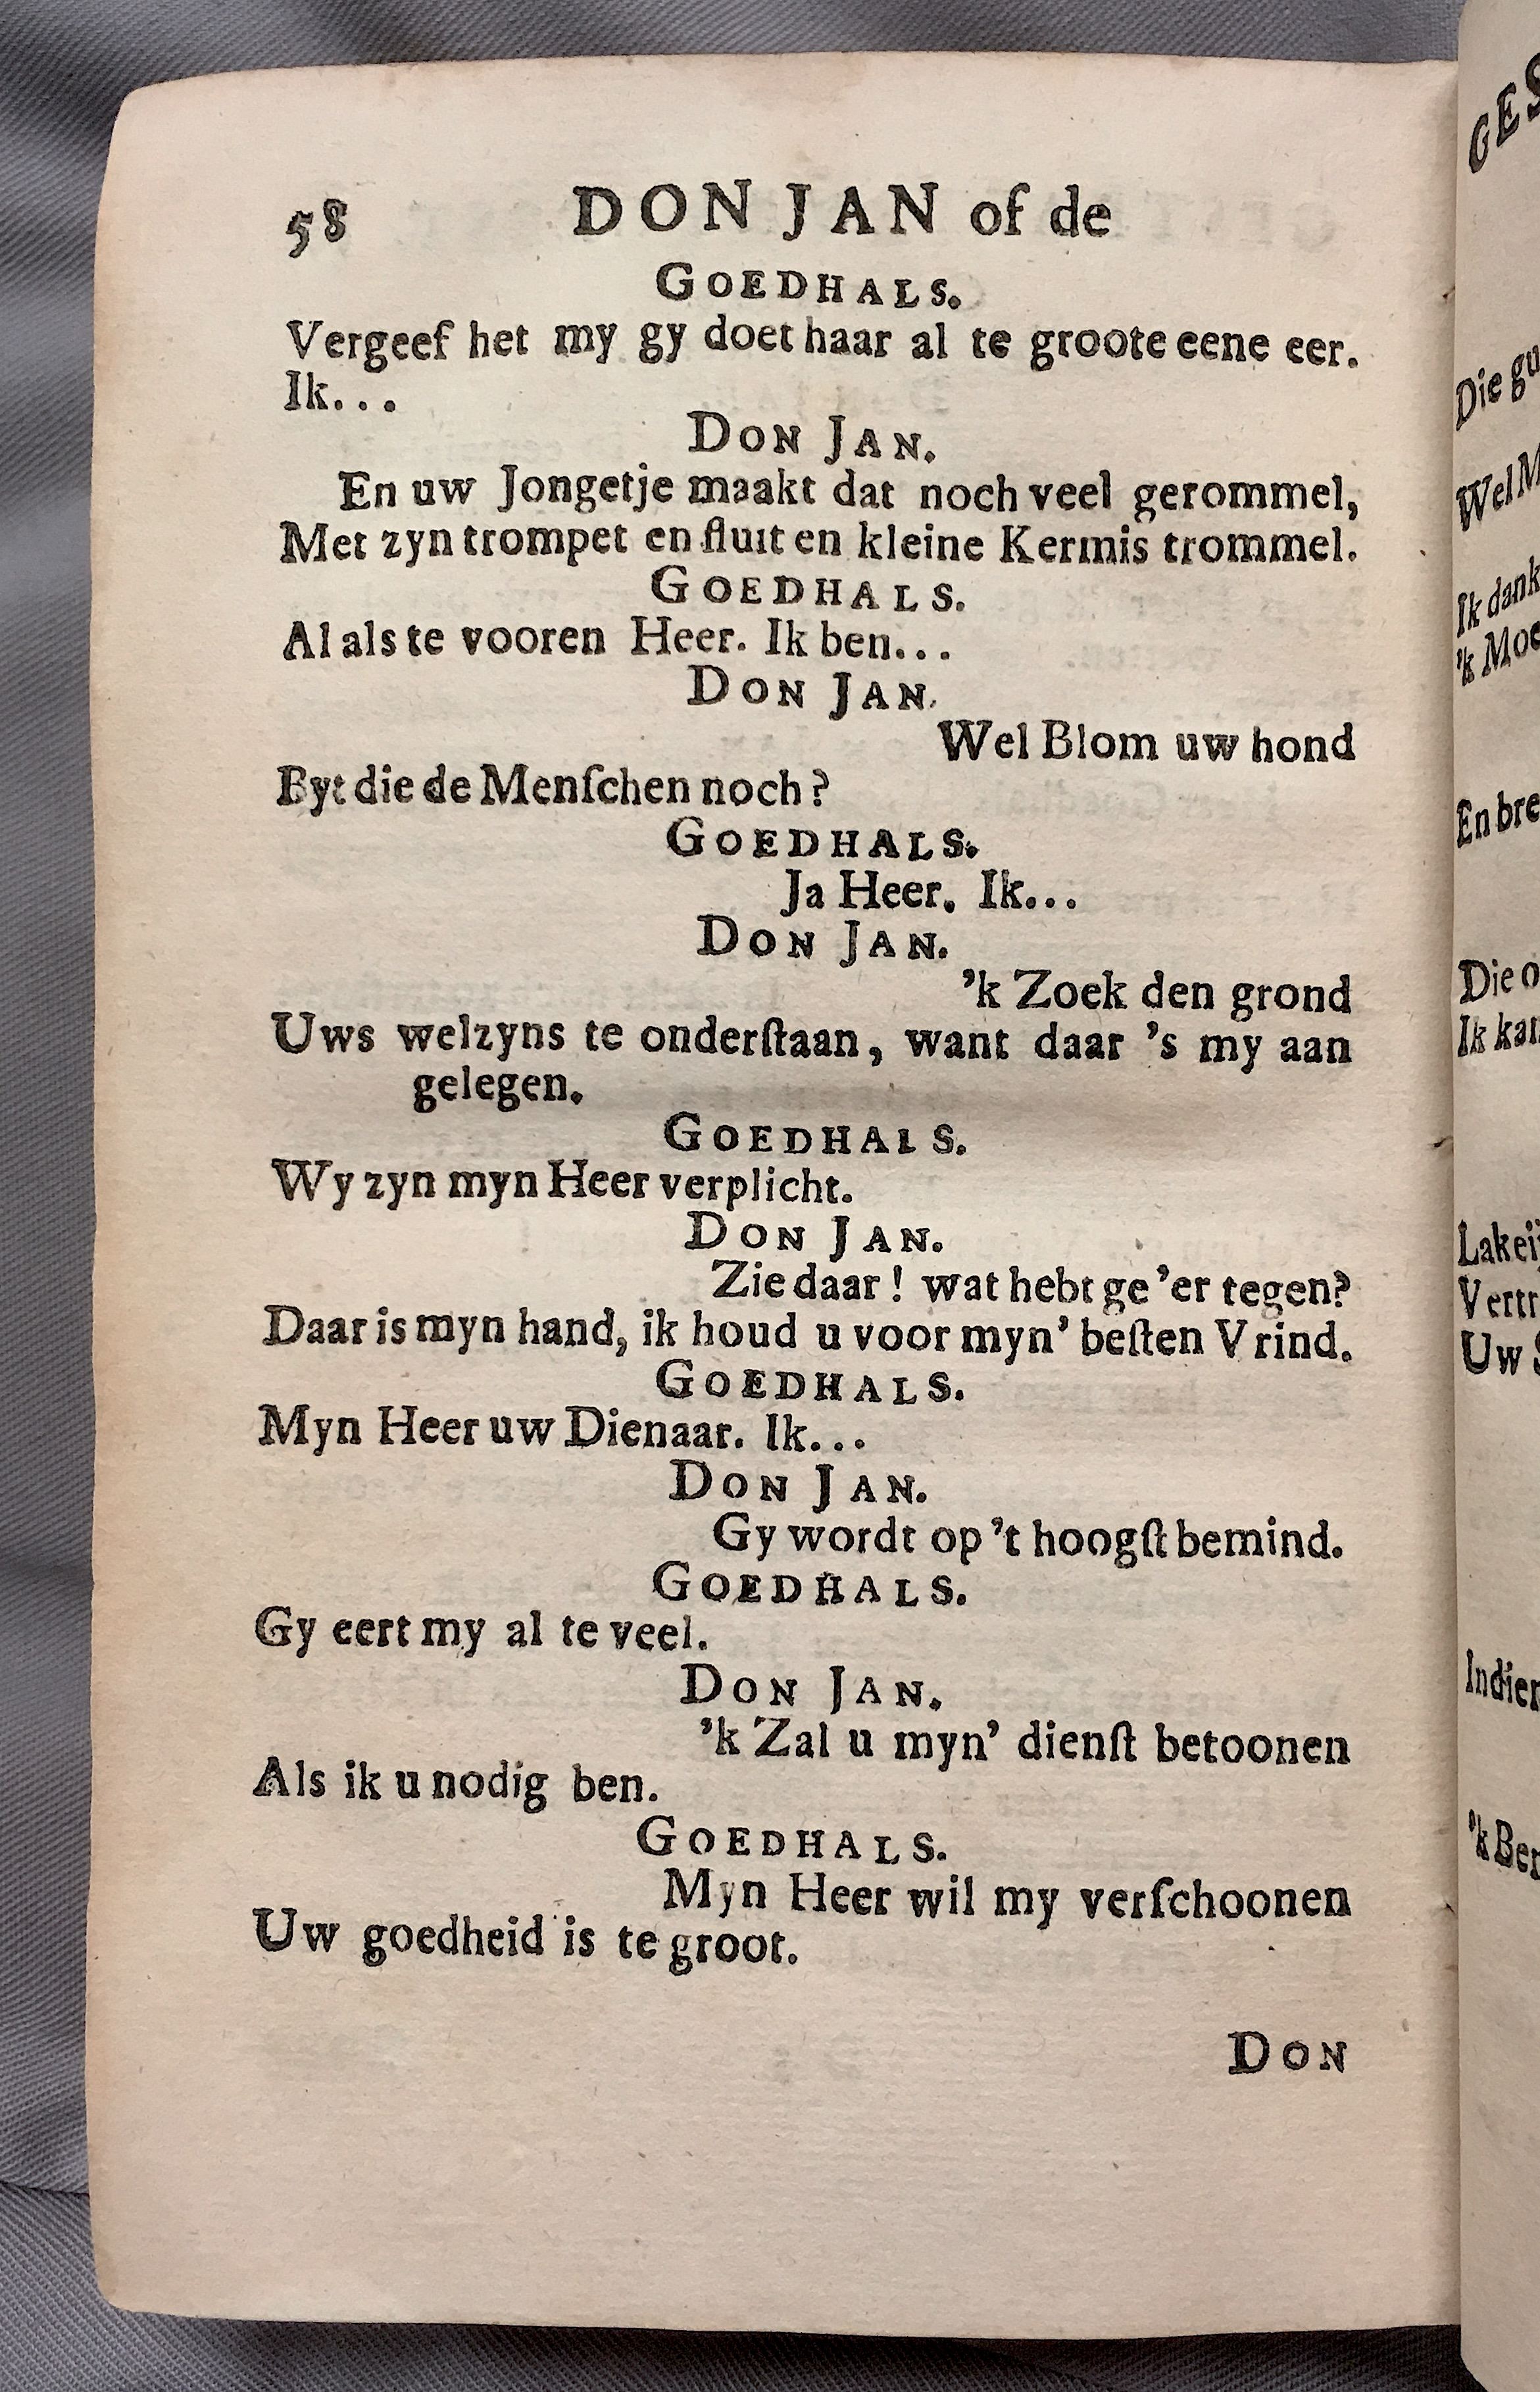 58 DON JAN of de
GOEDHALS.
Vergeef het my gy doet haar al te groote eene eer.
Ik...
DON JAN.
En uw Jongetje maakt dat noch veel gerommel,
Met zyn trompet en fluit en kleine Kermis trommel.
GOEDHALS.
Al als te vooren Heer. Ik ben...
DON JAN.
Wel Blom uw hond
Byt die de Menſchen noch?
GOEDHALS.
Ja Heer. Ik...
DON JAN.
'k Zoek den grond
Uws welzyns te onderſtaan, want daar 's my aan
gelegen.
GOEDHALS.
Wy zyn myn Heer verplicht.
DON JAN.
Zie daar! wat hebt ge 'er tegen?
Daar is myn hand, ik houd u voor myn' beſten Vrind.
GOEDHALS.
Myn Heer uw Dienaar. Ik...
DON JAN.
Gy wordt op 't hoogſt bemind.
GOEDHALS.
Gy eert my al te veel.
DON JAN.
'k Zal u myn' dienſt betoonen
Als ik u nodig ben.
GOEDHALS.
Myn Heer wil my verſchoonen
Uw goedheid is te groot.
DON
GES
Die gu
Wel M
Ik dank
'k Moe
En bre
Die o
Ik kan
Lakei
Vertr
Uw
Indien
'k Ber